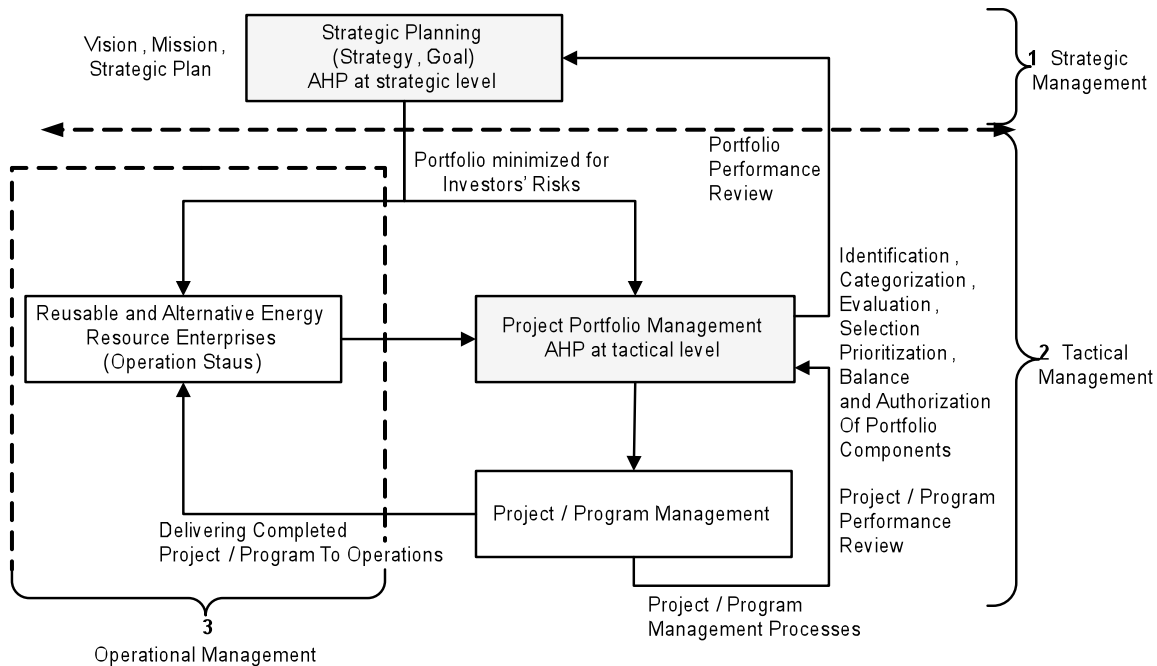 Vision , Mission ,
Strategic Plan
Strategic Planning
(Strategy , Goal)
AHP at strategic level
1 Strategic
Management
Portfolio minimized for
Investors’ Risks
Portfolio
Performance
Review
Reusable and Alternative Energy
Resource Enterprises
(Operation Staus)
Project Portfolio Management
AHP at tactical level
Identification ,
Categorization ,
Evaluation ,
Selection
Prioritization ,
Balance
and Authorization
Of Portfolio
Components
2 Tactical
Management
Project / Program Management
Delivering Completed
Project / Program To Operations
Project / Program
Performance
Review
Project / Program
Management Processes
3
Operational Management